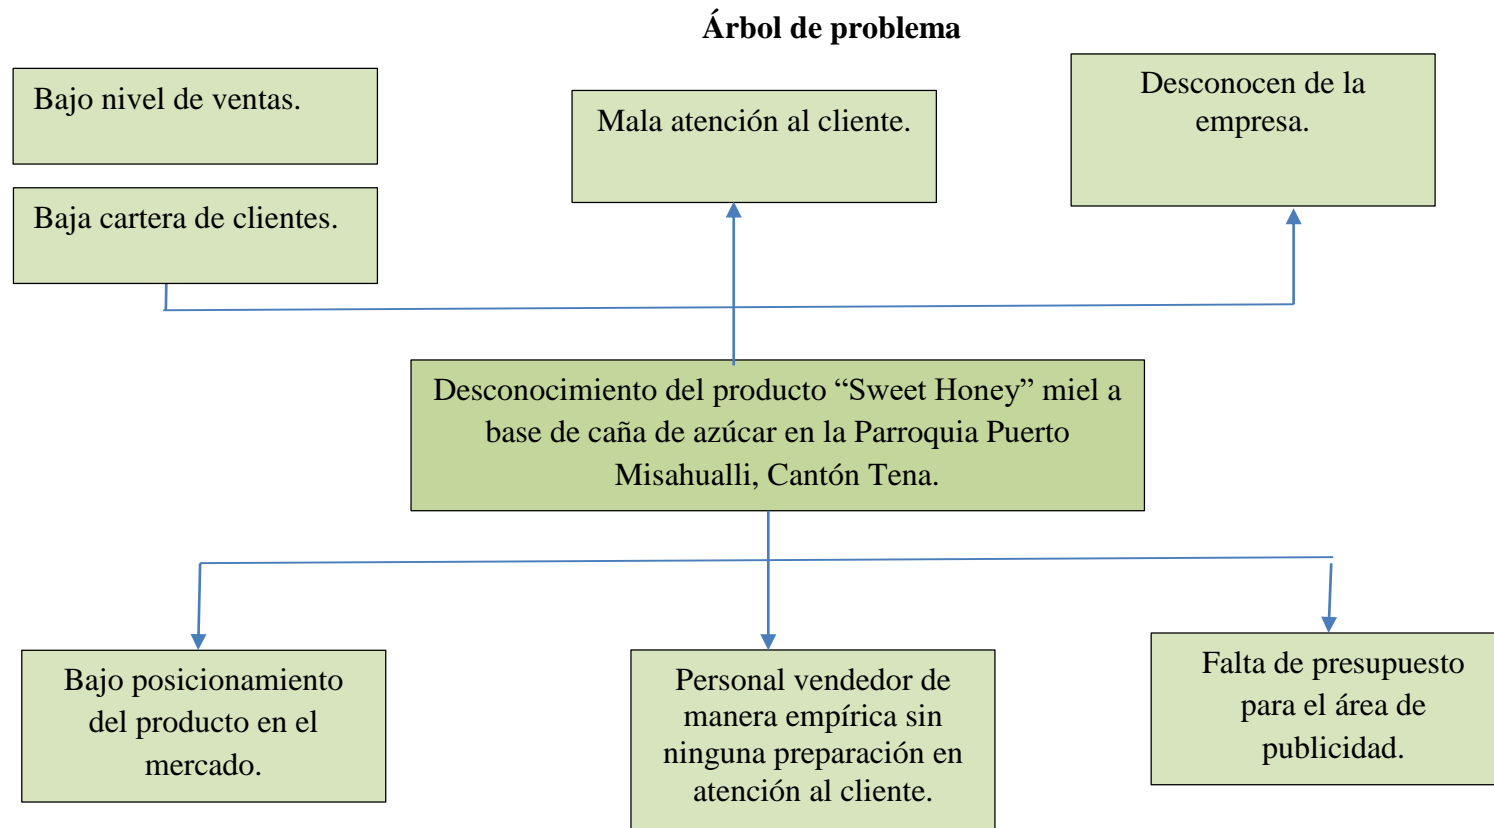 Árbol de problema
Bajo nivel de ventas.
Baja cartera de clientes.
Mala atención al cliente.
Desconocen de la
empresa.
Desconocimiento del producto “Sweet Honey” miel a
base de caña de azúcar en la Parroquia Puerto
Misahualli, Cantón Tena.
Bajo posicionamiento
del producto en el
mercado.
Personal vendedor de
manera empírica sin
ninguna preparación en
atención al cliente.
Falta de presupuesto
para el área de
publicidad.